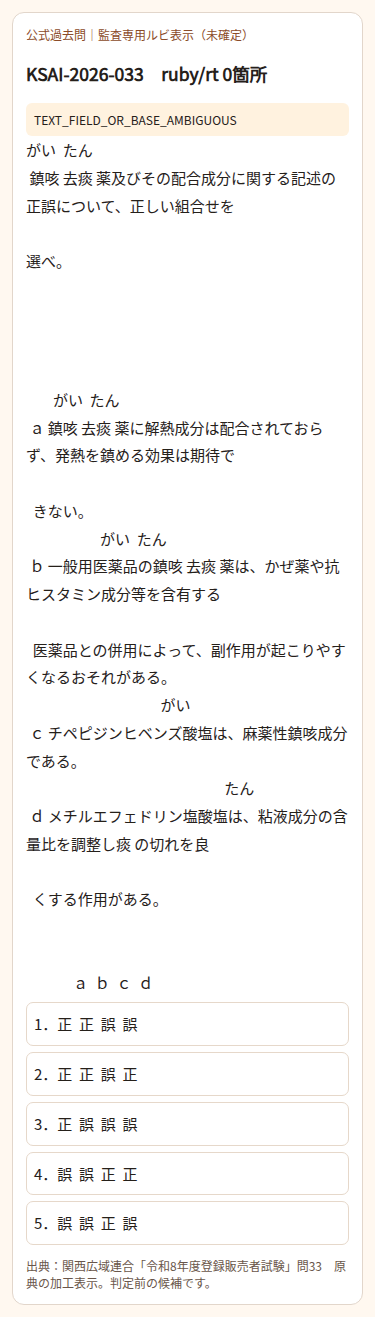 公式過去問｜監査専用ルビ表示（未確定）
KSAI-2026-033　ruby/rt 0箇所
TEXT_FIELD_OR_BASE_AMBIGUOUS
がい たん
鎮咳 去痰 薬及びその配合成分に関する記述の
正誤について、正しい組合せを
選べ。
がい たん
ａ 鎮咳 去痰 薬に解熱成分は配合されておら
ず、発熱を鎮める効果は期待で
きない。
がい たん
ｂ 一般用医薬品の鎮咳 去痰 薬は、かぜ薬や抗
ヒスタミン成分等を含有する
医薬品との併用によって、副作用が起こりやす
くなるおそれがある。
がい
ｃ チペピジンヒベンズ酸塩は、麻薬性鎮咳成分
である。
たん
ｄ メチルエフェドリン塩酸塩は、粘液成分の含
量比を調整し痰 の切れを良
くする作用がある。
ａ ｂ ｃ ｄ
1．正 正 誤 誤
2．正 正 誤 正
3．正 誤 誤 誤
4．誤 誤 正 正
5．誤 誤 正 誤
出典：関西広域連合「令和8年度登録販売者試験」問33　原
典の加工表示。判定前の候補です。